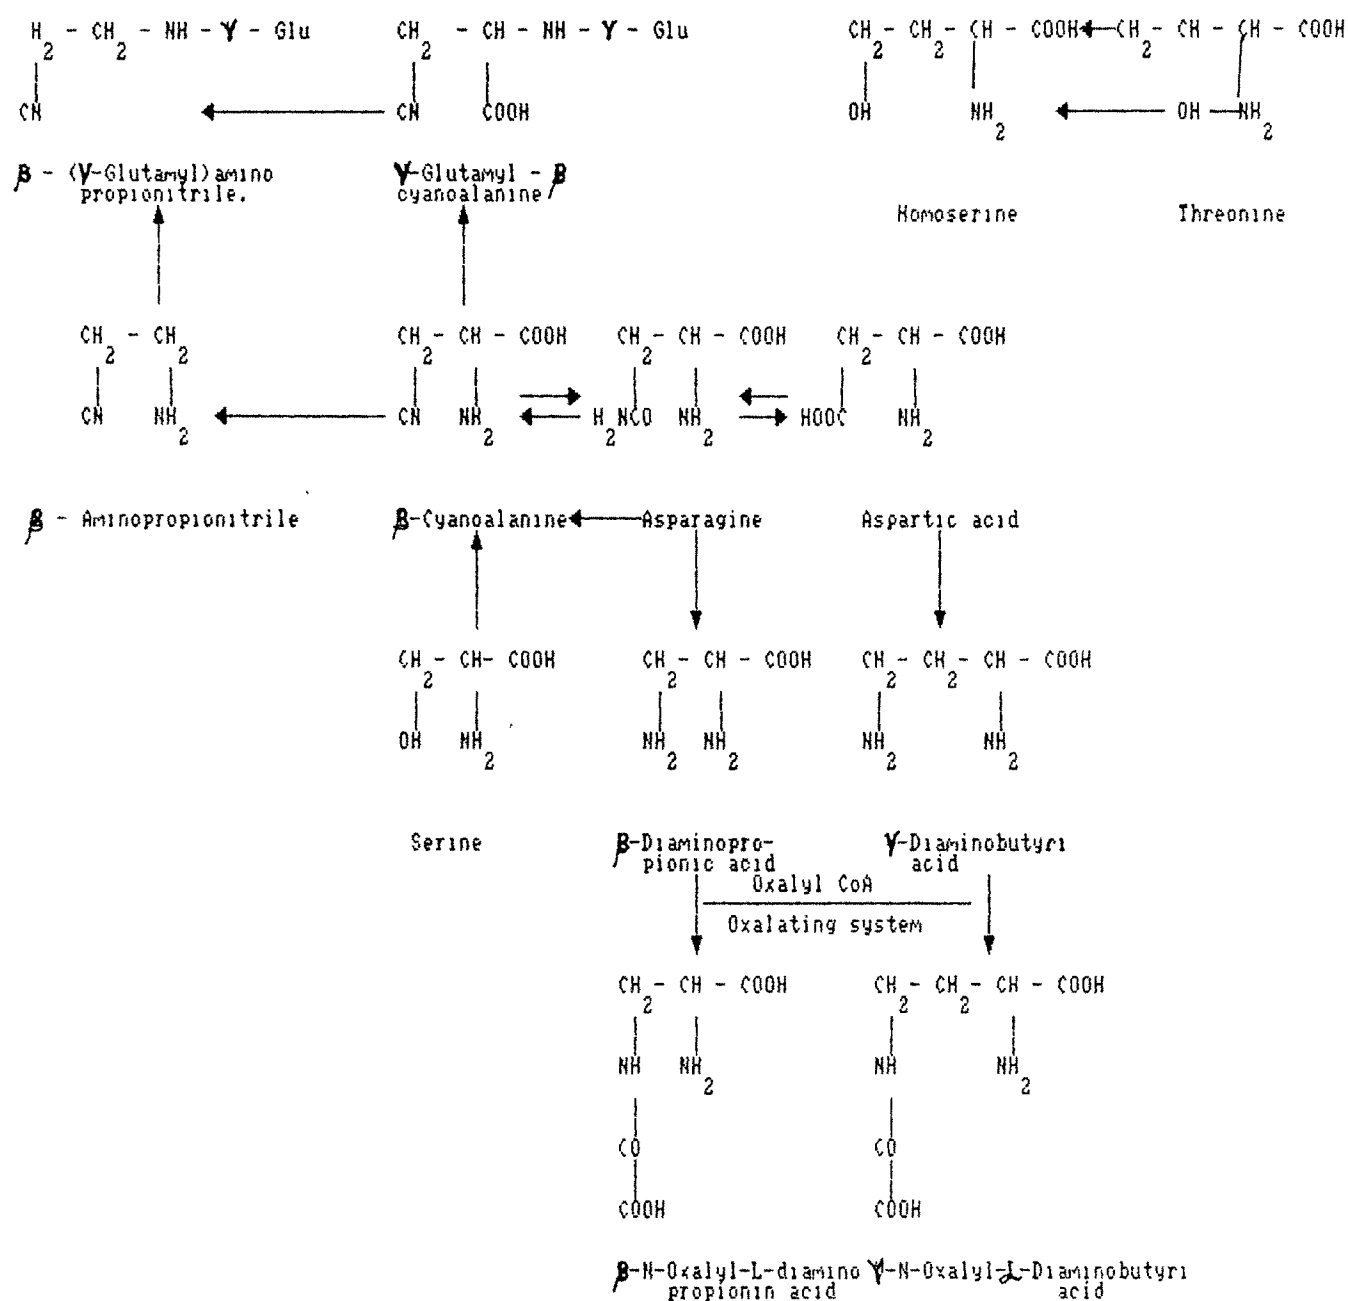 H2 - CH2 - NH - γ - Glu
CH2 - CH - NH - γ - Glu
CH2 - CH2 - CH - COOH
CH2 - CH - CH - COOH
CN
CN
COOH
OH
NH2
OH
NH2
β - (γ-Glutamyl)amino
propionitrile.
γ-Glutamyl - β
cyanoalanine
Homoserine
Threonine
CH2 - CH2
CH2 - CH - COOH
CH2 - CH - COOH
CH2 - CH - COOH
CN
NH2
CN
NH2
H2NCO
NH2
HOOC
NH2
β - Aminopropionitrile
β-Cyanoalanine
Asparagine
Aspartic acid
CH2 - CH- COOH
CH2 - CH - COOH
CH2 - CH2 - CH - COOH
OH
NH2
NH2
NH2
NH2
NH2
Serine
β-Diaminopro-
pionic acid
γ-Diaminobutyri
acid
Oxalyl CoA
Oxalating system
CH2 - CH - COOH
CH2 - CH2 - CH - COOH
NH
NH2
NH
NH2
CO
CO
COOH
COOH
β-N-Oxalyl-L-diamino
propionin acid
γ-N-Oxalyl-L-Diaminobutyri
acid